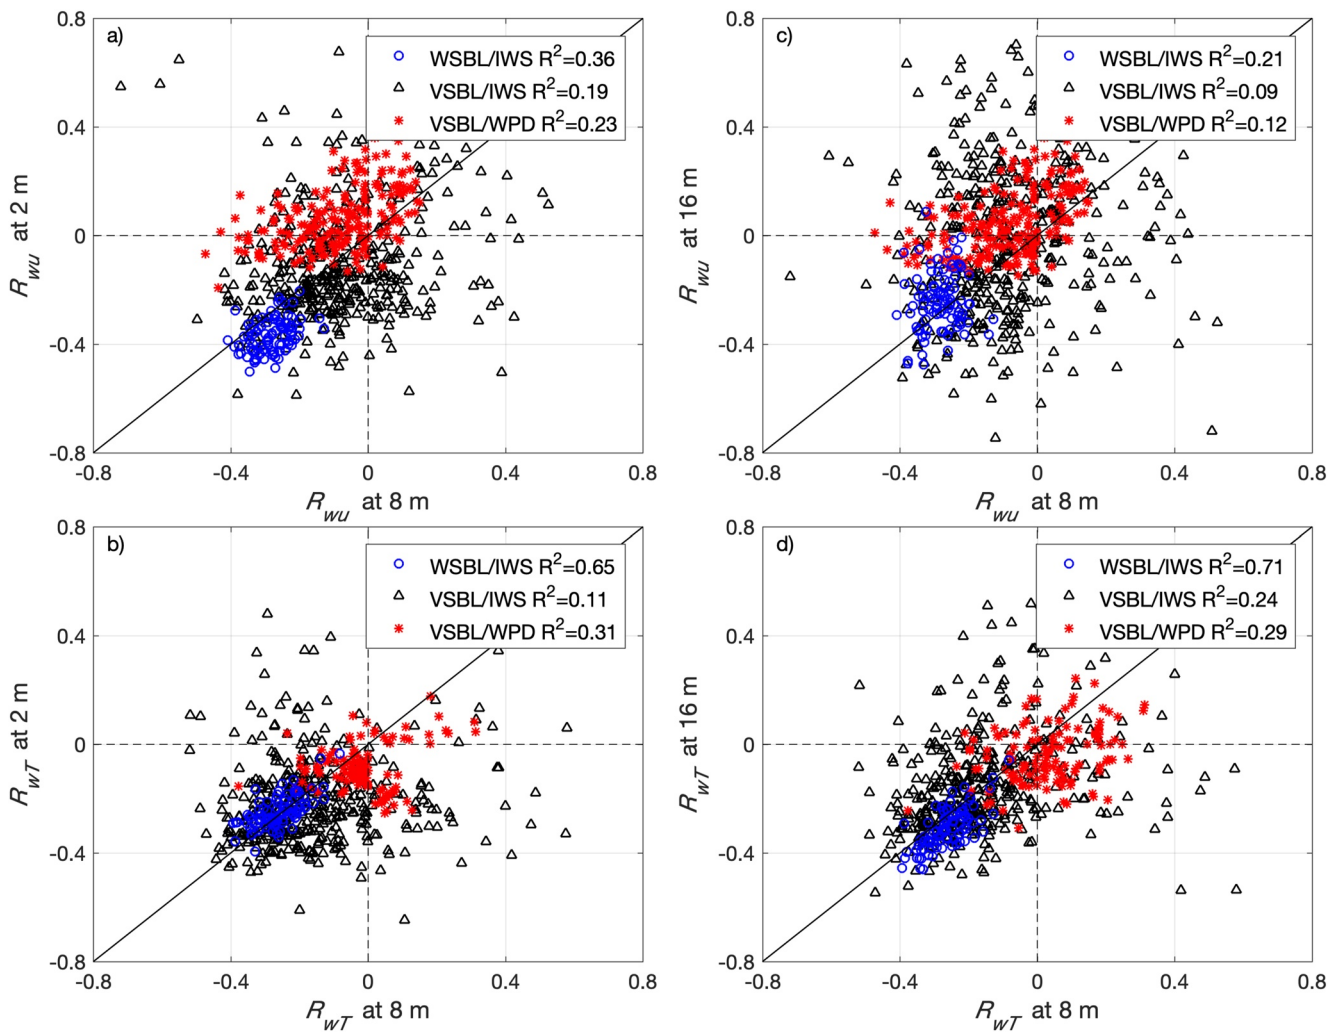 a)
WSBL/IWS R²=0.36
VSBL/IWS R²=0.19
VSBL/WPD R²=0.23
0.8
0.4
0
-0.4
-0.8
R_wu at 2 m
-0.8 -0.4 0 0.4 0.8
R_wu at 8 m
c)
WSBL/IWS R²=0.21
VSBL/IWS R²=0.09
VSBL/WPD R²=0.12
0.8
0.4
0
-0.4
-0.8
R_wu at 16 m
-0.8 -0.4 0 0.4 0.8
R_wu at 8 m
b)
WSBL/IWS R²=0.65
VSBL/IWS R²=0.11
VSBL/WPD R²=0.31
0.8
0.4
0
-0.4
-0.8
R_wT at 2 m
-0.8 -0.4 0 0.4 0.8
R_wT at 8 m
d)
WSBL/IWS R²=0.71
VSBL/IWS R²=0.24
VSBL/WPD R²=0.29
0.8
0.4
0
-0.4
-0.8
R_wT at 16 m
-0.8 -0.4 0 0.4 0.8
R_wT at 8 m